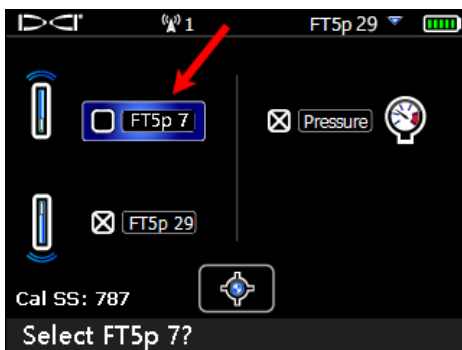 DCI 1 FT5p 29
FT5p 7
Pressure
FT5p 29
Cal SS: 787
Select FT5p 7?